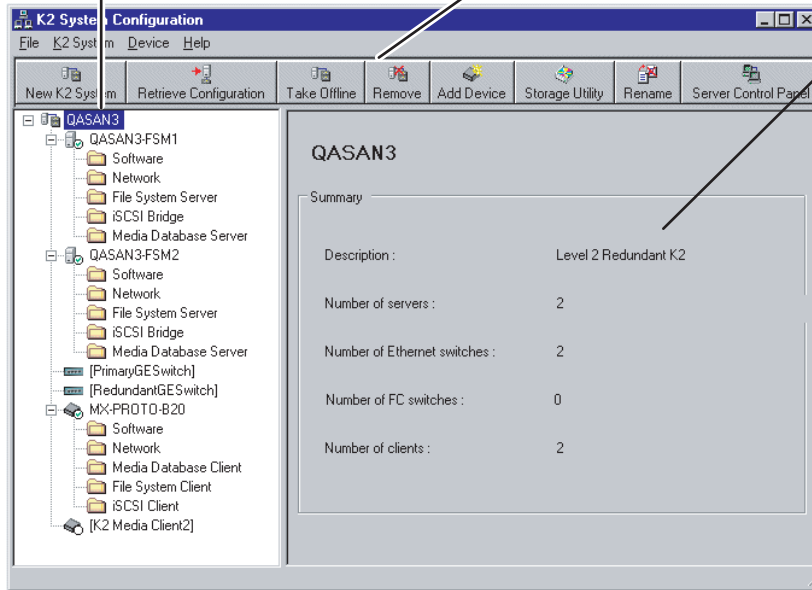 K2 System Configuration
File K2 System Device Help
New K2 System Retrieve Configuration Take Offline Remove Add Device Storage Utility Rename Server Control Panel
QASAN3
QASAN3-FSM1
Software
Network
File System Server
iSCSI Bridge
Media Database Server
QASAN3-FSM2
Software
Network
File System Server
iSCSI Bridge
Media Database Server
[PrimaryGESwitch]
[RedundantGESwitch]
MX-PROTO-B20
Software
Network
Media Database Client
File System Client
iSCSI Client
[K2 Media Client2]
QASAN3
Summary
Description : Level 2 Redundant K2
Number of servers : 2
Number of Ethernet switches : 2
Number of FC switches : 0
Number of clients : 2